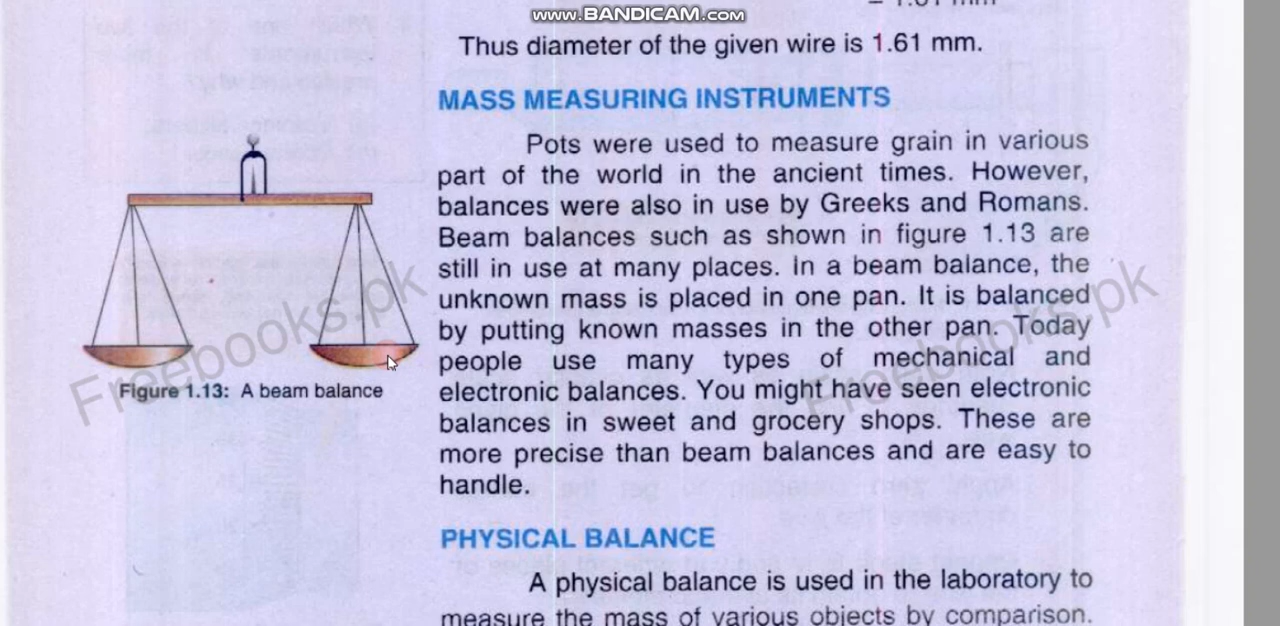 www.BANDICAM.com
Thus diameter of the given wire is 1.61 mm.
MASS MEASURING INSTRUMENTS
Pots were used to measure grain in various
part of the world in the ancient times. However,
balances were also in use by Greeks and Romans.
Beam balances such as shown in figure 1.13 are
still in use at many places. In a beam balance, the
unknown mass is placed in one pan. It is balanced
by putting known masses in the other pan. Today
people use many types of mechanical and
electronic balances. You might have seen electronic
balances in sweet and grocery shops. These are
more precise than beam balances and are easy to
handle.
Figure 1.13: A beam balance
Freebooks.pk
Freebooks.pk
PHYSICAL BALANCE
A physical balance is used in the laboratory to
measure the mass of various objects by comparison.